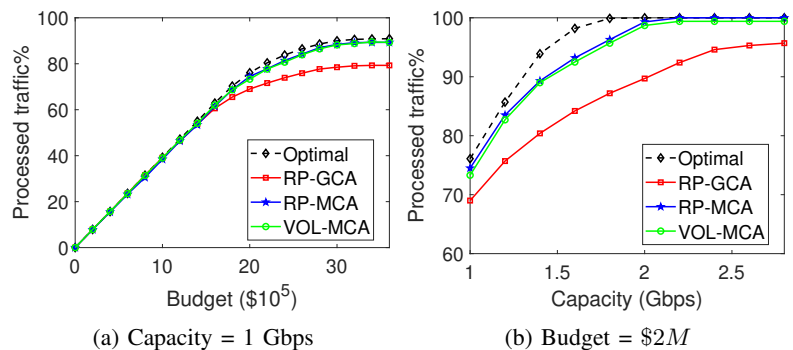 Processed traffic%
100
80
60
40
20
0
0
10
20
30
Budget ($10^5)
Optimal
RP-GCA
RP-MCA
VOL-MCA
(a) Capacity = 1 Gbps
Processed traffic%
100
90
80
70
60
1
1.5
2
2.5
Capacity (Gbps)
Optimal
RP-GCA
RP-MCA
VOL-MCA
(b) Budget = $2M